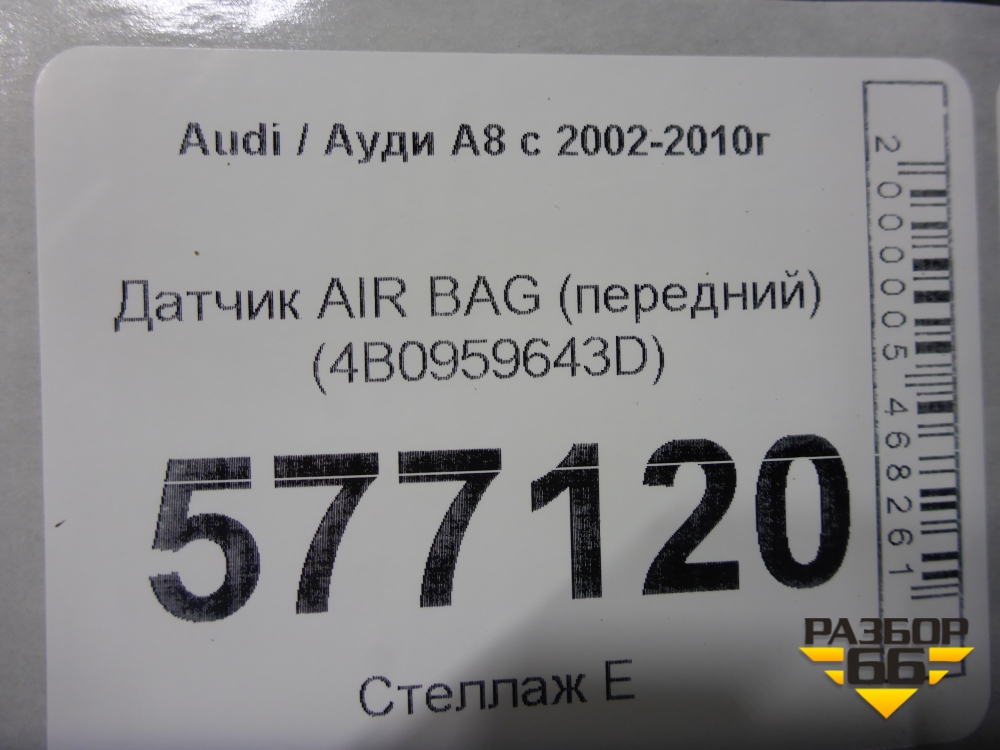 Audi / Ауди А8 с 2002-2010г
Датчик AIR BAG (передний)
(4B0959643D)
577120
Стеллаж Е
2000005468261
РАЗБОР
66